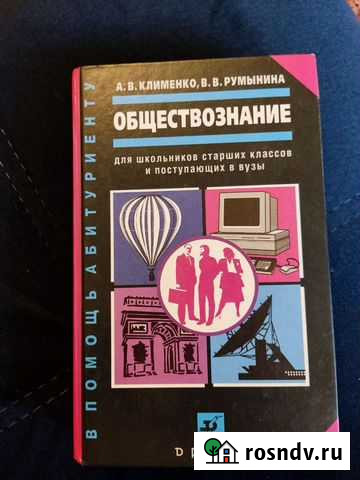 А. В. КЛИМЕНКО, В. В. РУМЫНИНА
ОБЩЕСТВОЗНАНИЕ
для школьников старших классов
и поступающих в вузы
В ПОМОЩЬ АБИТУРИЕНТУ
rosndv.ru